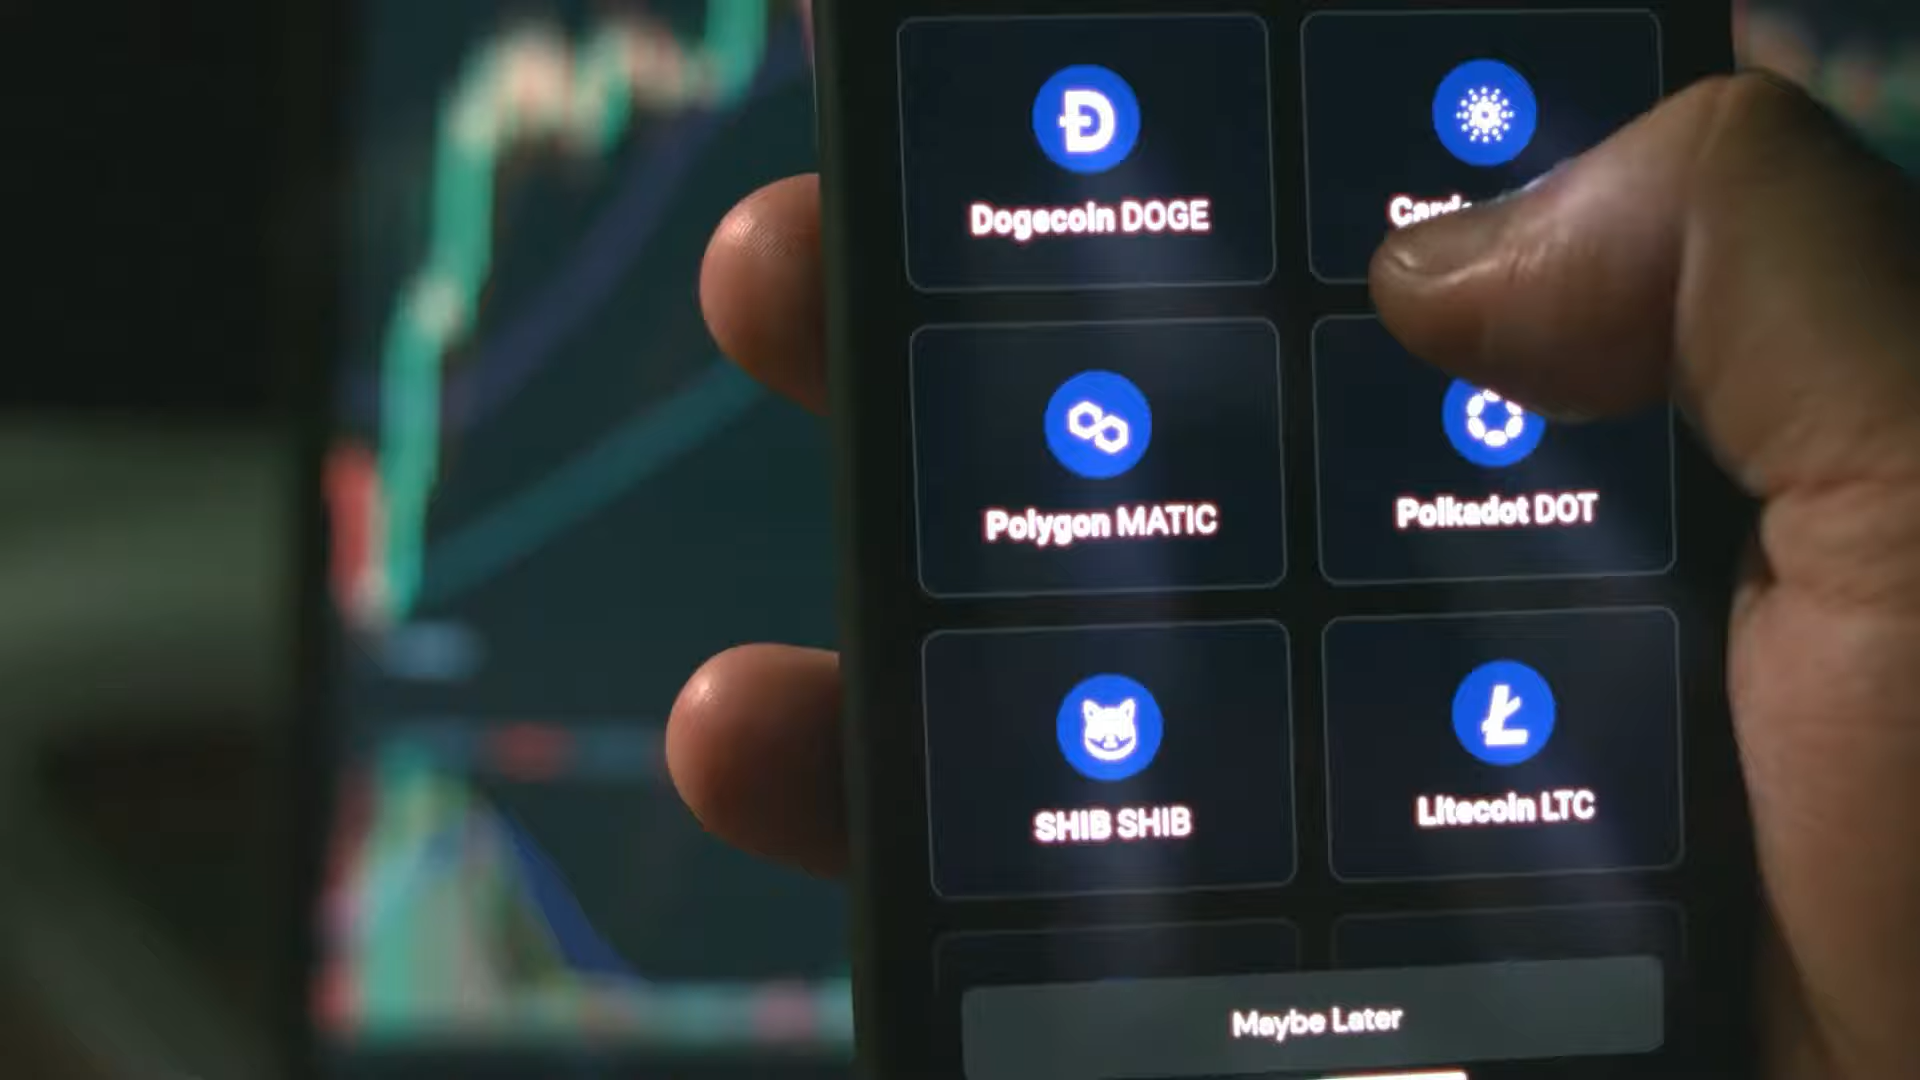 Dogecoin DOGE
Polygon MATIC
Polkadot DOT
SHIB SHIB
Litecoin LTC
Maybe Later